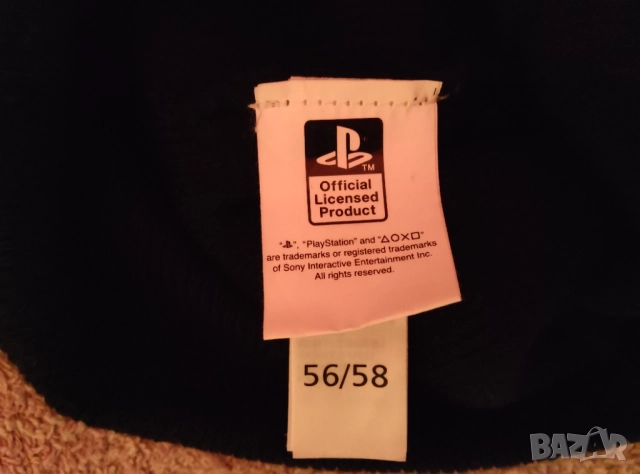 TM
Official
Licensed
Product
" ", "PlayStation" and "△○✕□"
are trademarks or registered trademarks
of Sony Interactive Entertainment Inc.
All rights reserved.
56/58
BAZAR